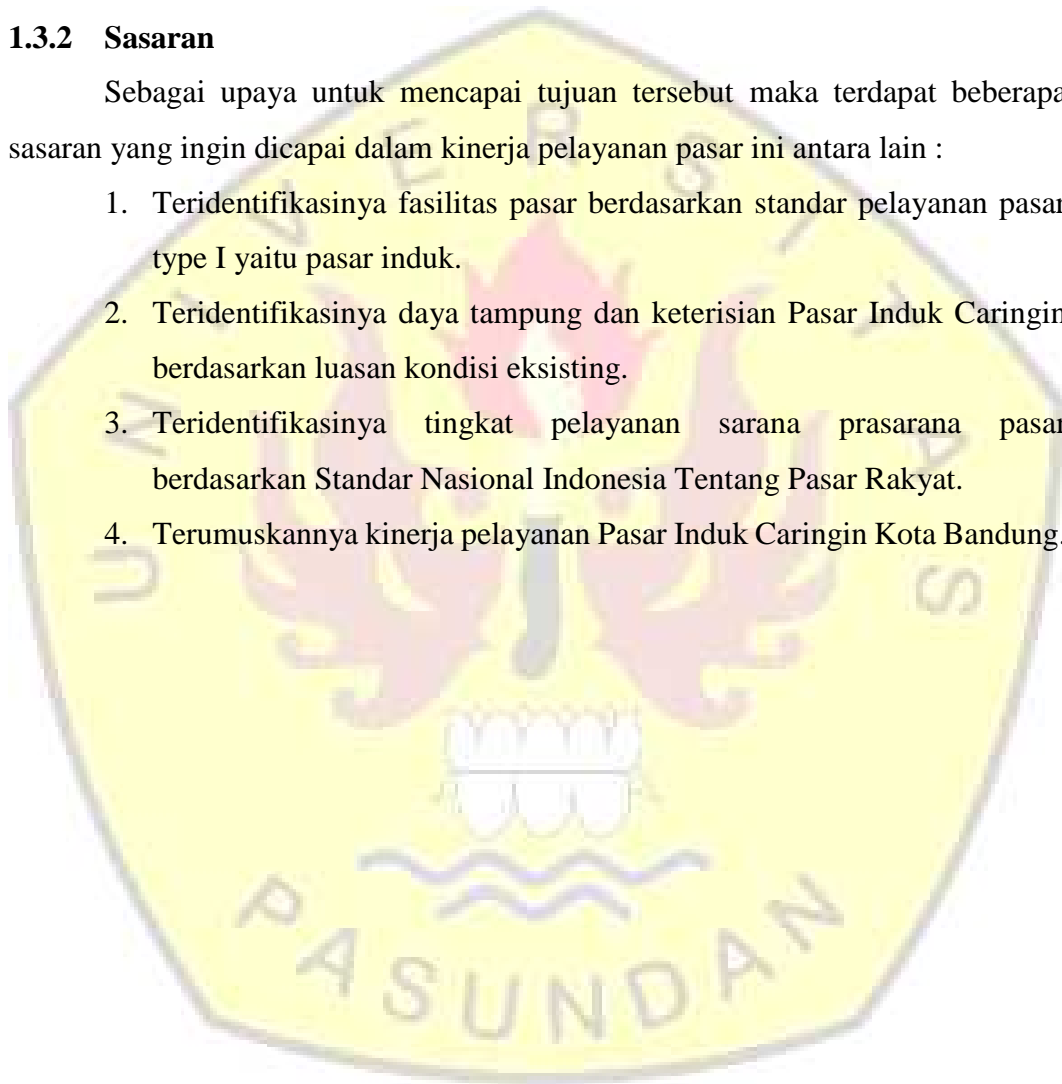 1.3.2 Sasaran
Sebagai upaya untuk mencapai tujuan tersebut maka terdapat beberapa
sasaran yang ingin dicapai dalam kinerja pelayanan pasar ini antara lain :
1. Teridentifikasinya fasilitas pasar berdasarkan standar pelayanan pasar
type I yaitu pasar induk.
2. Teridentifikasinya daya tampung dan keterisian Pasar Induk Caringin
berdasarkan luasan kondisi eksisting.
3. Teridentifikasinya tingkat pelayanan sarana prasarana pasar
berdasarkan Standar Nasional Indonesia Tentang Pasar Rakyat.
4. Terumuskannya kinerja pelayanan Pasar Induk Caringin Kota Bandung.
UNIVERSITAS
PASUNDAN